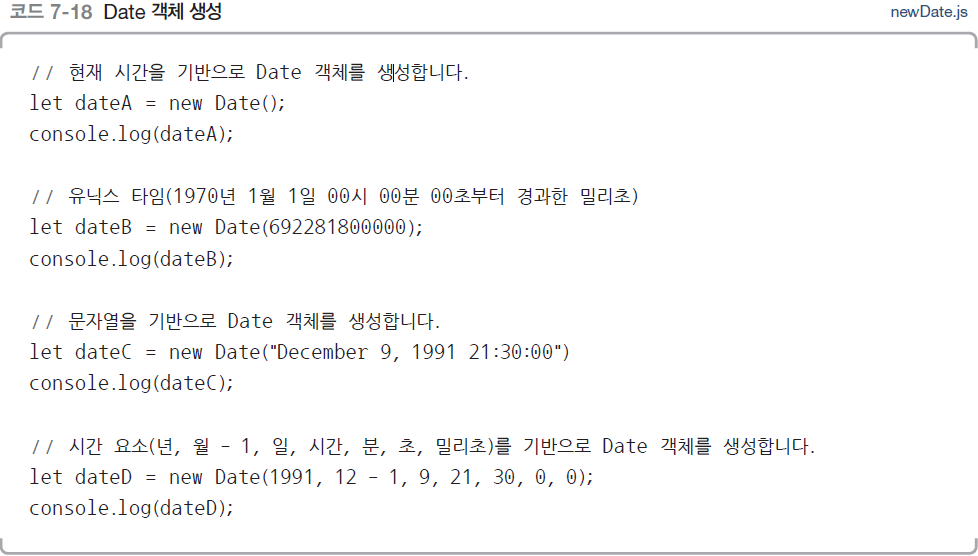 코드 7-18 Date 객체 생성
newDate.js
// 현재 시간을 기반으로 Date 객체를 생성합니다.
let dateA = new Date();
console.log(dateA);
// 유닉스 타임(1970년 1월 1일 00시 00분 00초부터 경과한 밀리초)
let dateB = new Date(692281800000);
console.log(dateB);
// 문자열을 기반으로 Date 객체를 생성합니다.
let dateC = new Date("December 9, 1991 21:30:00")
console.log(dateC);
// 시간 요소(년, 월 - 1, 일, 시간, 분, 초, 밀리초)를 기반으로 Date 객체를 생성합니다.
let dateD = new Date(1991, 12 - 1, 9, 21, 30, 0, 0);
console.log(dateD);